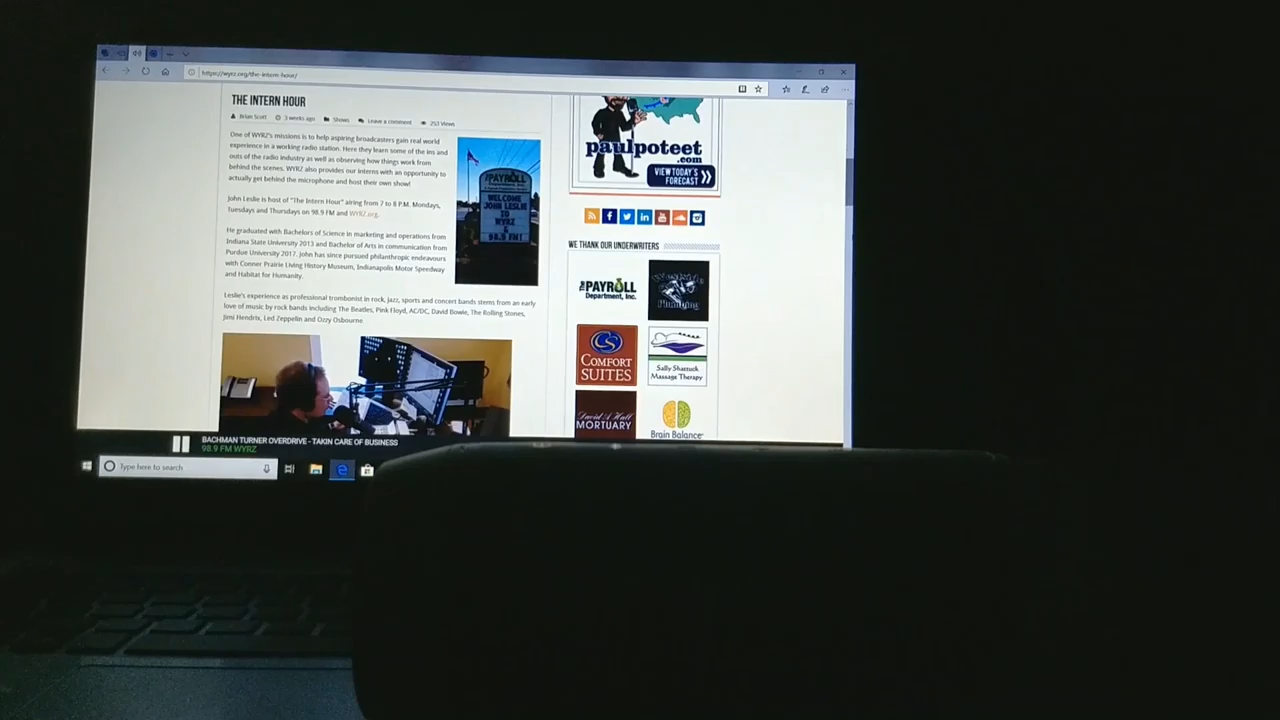 https://wyrz.org/the-intern-hour/
THE INTERN HOUR
Brian Scott 3 weeks ago Shows Leave a comment 253 Views
One of WYRZ's missions is to help aspiring broadcasters gain real world
experience in a working radio station. Here they learn some of the ins and
outs of the radio industry as well as observing how things work from
behind the scenes. WYRZ also provides our interns with an opportunity to
actually get behind the microphone and host their own show!
John Leslie is host of "The Intern Hour" airing from 7 to 8 P.M. Mondays,
Tuesdays and Thursdays on 98.9 FM and WYRZ.org.
He graduated with Bachelors of Science in marketing and operations from
Indiana State University 2013 and Bachelor of Arts in communication from
Purdue University 2017. John has since pursued philanthropic endeavours
with Conner Prairie Living History Museum, Indianapolis Motor Speedway
and Habitat for Humanity.
Leslie's experience as professional trombonist in rock, jazz, sports and concert bands stems from an early
love of music by rock bands including The Beatles, Pink Floyd, AC/DC, David Bowie, The Rolling Stones,
Jimi Hendrix, Led Zeppelin and Ozzy Osbourne
PAYROLL
WELCOME
JOHN LESLIE
TO
WYRZ
98.9 FM!
paulpoteet
.com
VIEW TODAY'S
FORECAST
WE THANK OUR UNDERWRITERS
THE PAYROLL
Department, Inc.
Westside
Plumbing
CS
COMFORT
SUITES
Sally Shattuck
Massage Therapy
David A Hall
MORTUARY
Brain Balance
BACHMAN TURNER OVERDRIVE - TAKIN CARE OF BUSINESS
98.9 FM WYRZ
Type here to search